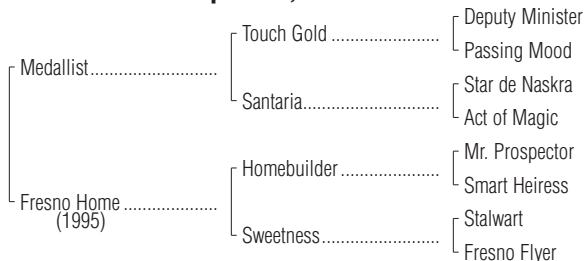 Deputy Minister
Touch Gold ........................
Passing Mood
Medallist............................
Star de Naskra
Santaria..............................
Act of Magic
Mr. Prospector
Homebuilder ......................
Smart Heiress
Fresno Home .....................
(1995)
Stalwart
Sweetness..........................
Fresno Flyer